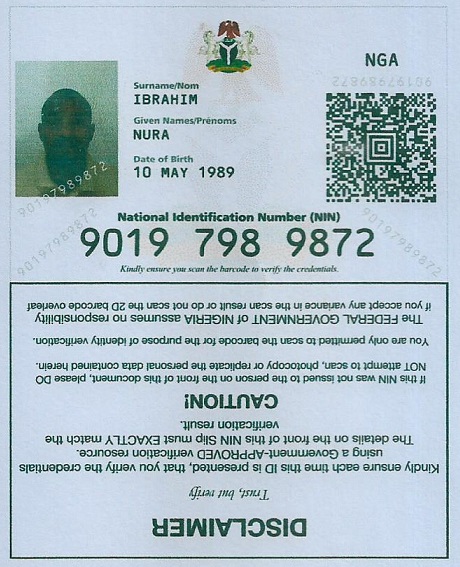 NGA
90197989872
Surname/Nom
IBRAHIM
Given Names/Prénoms
NURA
Date of Birth
10 MAY 1989
90197989872
90197989872
90197989872
90197989872
National Identification Number (NIN)
9019 798 9872
Kindly ensure you scan the barcode to verify the credentials.
DISCLAIMER
Trust, but verify
Kindly ensure each time this ID is presented, that you verify the credentials
using a Government-APPROVED verification resource.
The details on the front of this NIN Slip must EXACTLY match the
verification result.
CAUTION!
If this NIN was not issued to the person on the front of this document, please DO
NOT attempt to scan, photocopy or replicate the personal data contained herein.
You are only permitted to scan the barcode for the purpose of identity verification.
The FEDERAL GOVERNMENT of NIGERIA assumes no responsibility
if you accept any variance in the scan result or do not scan the 2D barcode overleaf